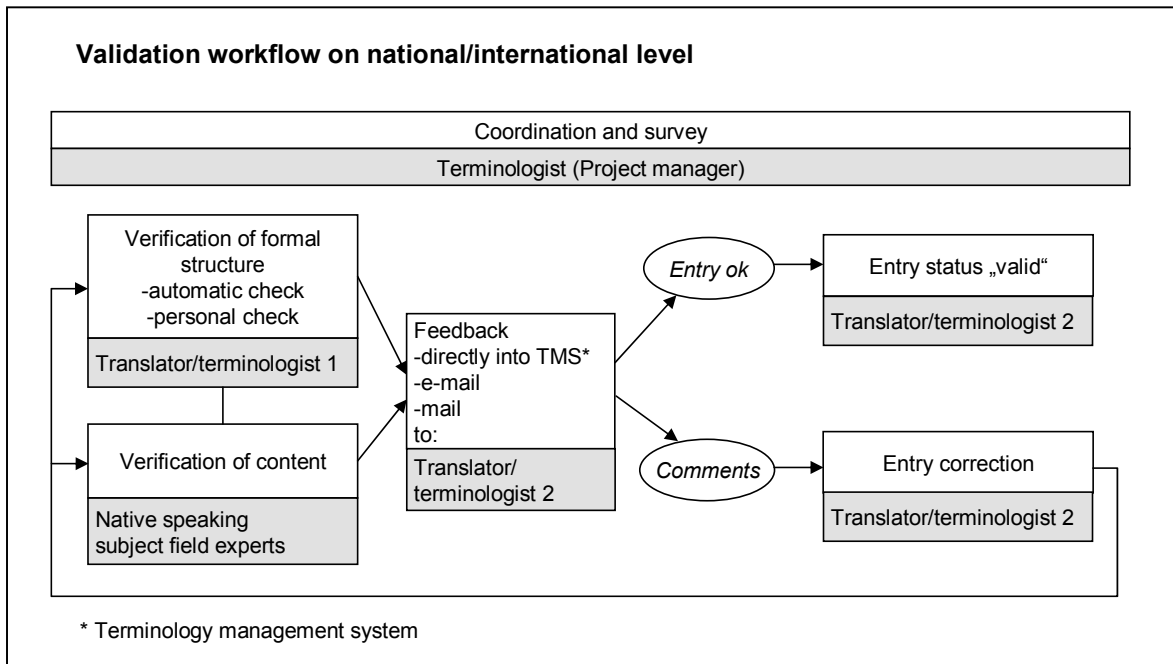 Validation workflow on national/international level
Coordination and survey
Terminologist (Project manager)
Verification of formal
structure
-automatic check
-personal check
Translator/terminologist 1
Verification of content
Native speaking
subject field experts
Feedback
-directly into TMS*
-e-mail
-mail
to:
Translator/
terminologist 2
Entry ok
Entry status „valid“
Translator/terminologist 2
Comments
Entry correction
Translator/terminologist 2
* Terminology management system